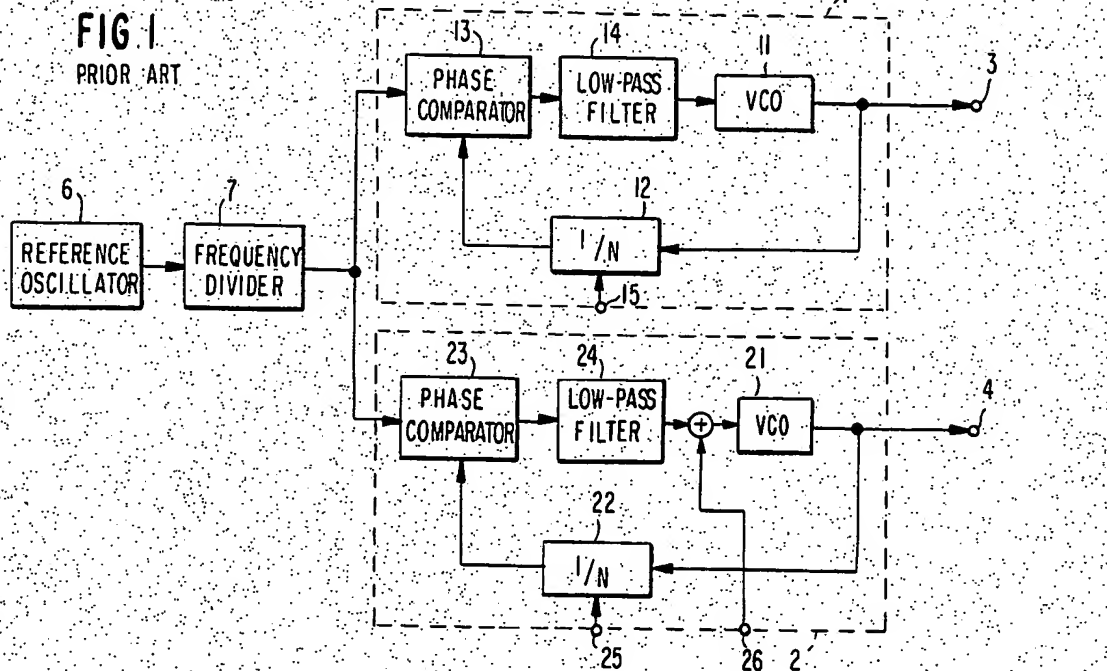 FIG.1
PRIOR ART
13
14
11
3
PHASE
COMPARATOR
LOW-PASS
FILTER
VCO
12
1/N
15
6
7
REFERENCE
OSCILLATOR
FREQUENCY
DIVIDER
23
24
21
4
PHASE
COMPARATOR
LOW-PASS
FILTER
+
VCO
22
1/N
25
26
2